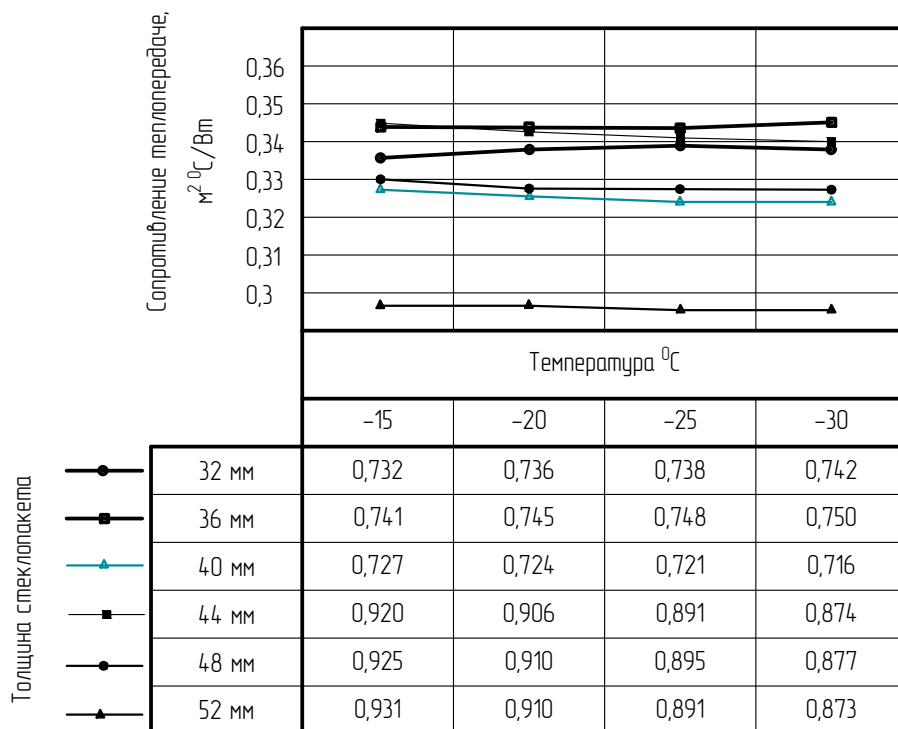 Сопротивление теплопередаче,
м² ⁰С/Вт
0,36
0,35
0,34
0,33
0,32
0,31
0,3
Температура ⁰С
–15 –20 –25 –30
Толщина стеклопакета
32 мм 0,732 0,736 0,738 0,742
36 мм 0,741 0,745 0,748 0,750
40 мм 0,727 0,724 0,721 0,716
44 мм 0,920 0,906 0,891 0,874
48 мм 0,925 0,910 0,895 0,877
52 мм 0,931 0,910 0,891 0,873